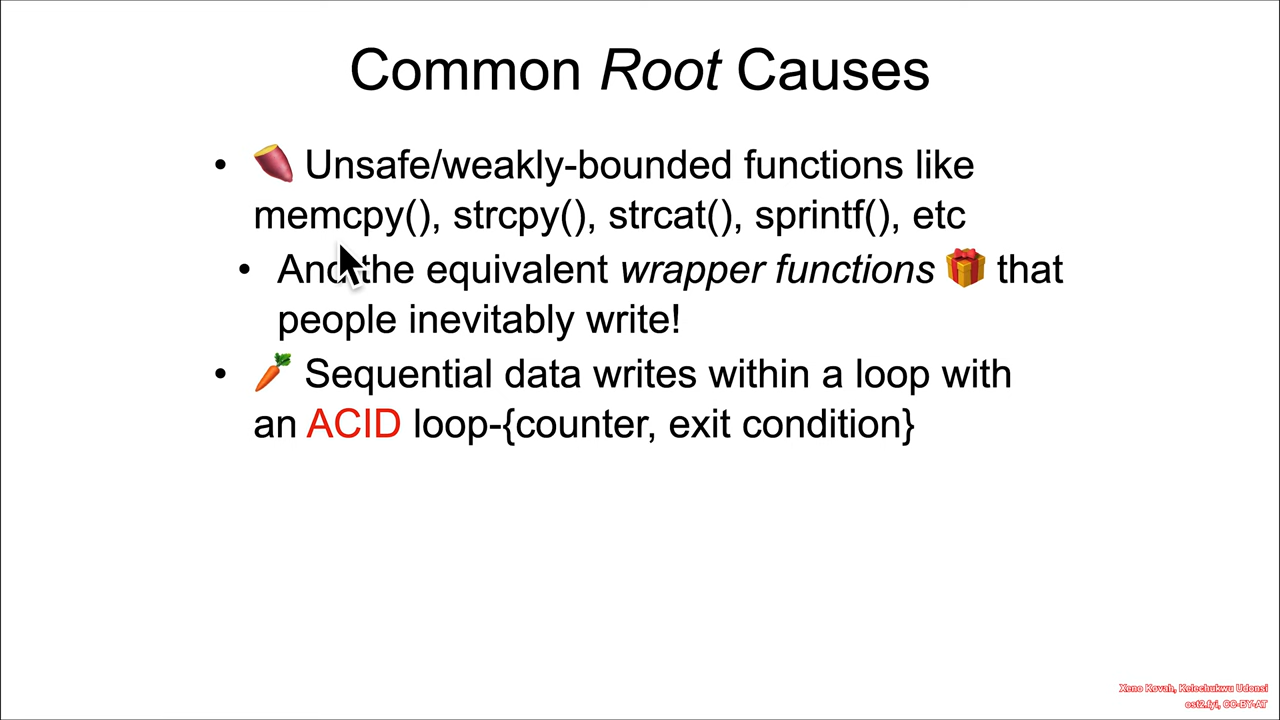 Common Root Causes
• 🍠 Unsafe/weakly-bounded functions like
memcpy(), strcpy(), strcat(), sprintf(), etc
• And the equivalent wrapper functions 🎁 that
people inevitably write!
• 🥕 Sequential data writes within a loop with
an ACID loop-{counter, exit condition}
Xeno Kovah, Kelechukwu Udonsi
ost2.fyi, CC-BY-AT